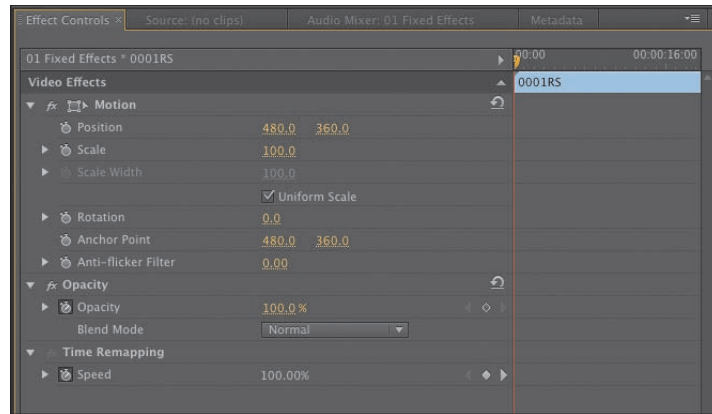 Effect Controls × Source: (no clips) Audio Mixer: 01 Fixed Effects Metadata
01 Fixed Effects * 0001RS 00:00 00:00:16:00
Video Effects 0001RS
fx Motion
Position 480.0 360.0
Scale 100.0
Scale Width 100.0
Uniform Scale
Rotation 0.0
Anchor Point 480.0 360.0
Anti-flicker Filter 0.00
fx Opacity
Opacity 100.0 %
Blend Mode Normal
fx Time Remapping
Speed 100.00%